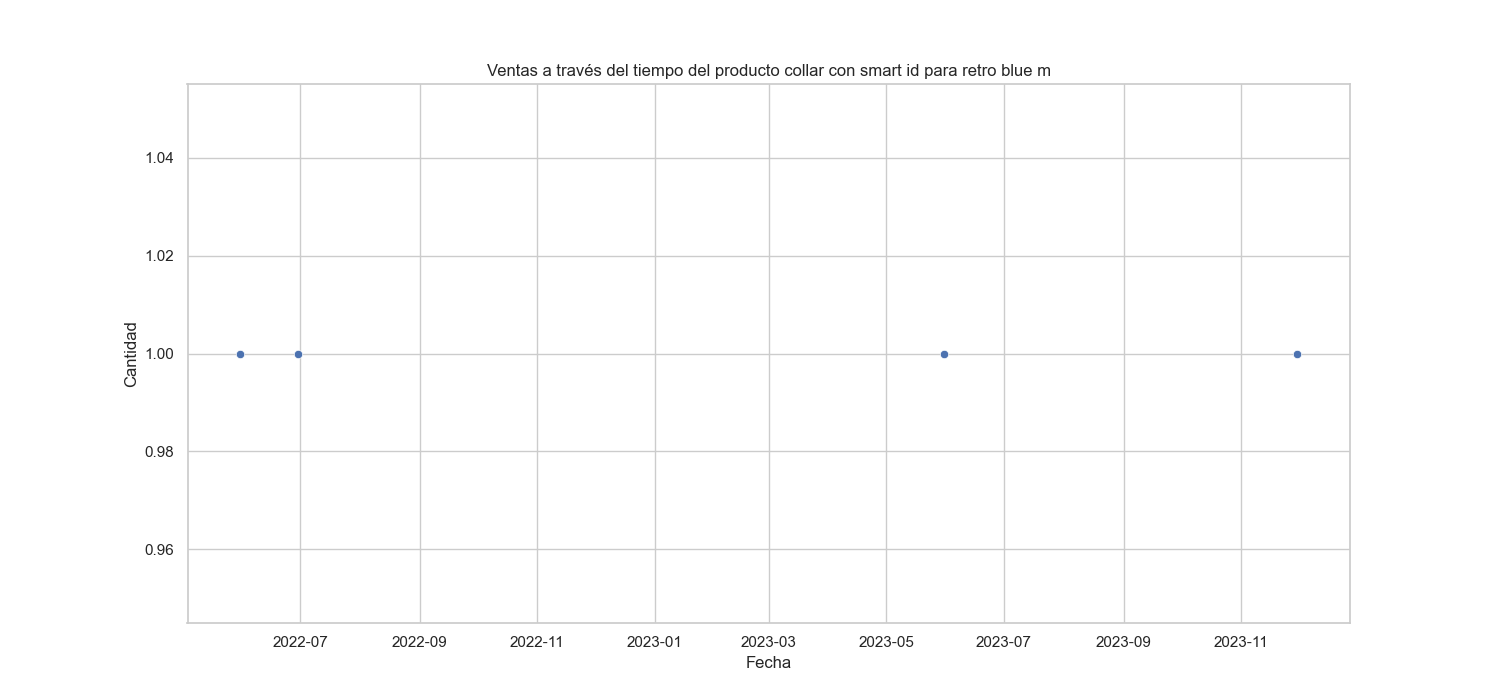 Ventas a través del tiempo del producto collar con smart id para retro blue m
1.04
1.02
1.00
0.98
0.96
Cantidad
2022-07 2022-09 2022-11 2023-01 2023-03 2023-05 2023-07 2023-09 2023-11
Fecha